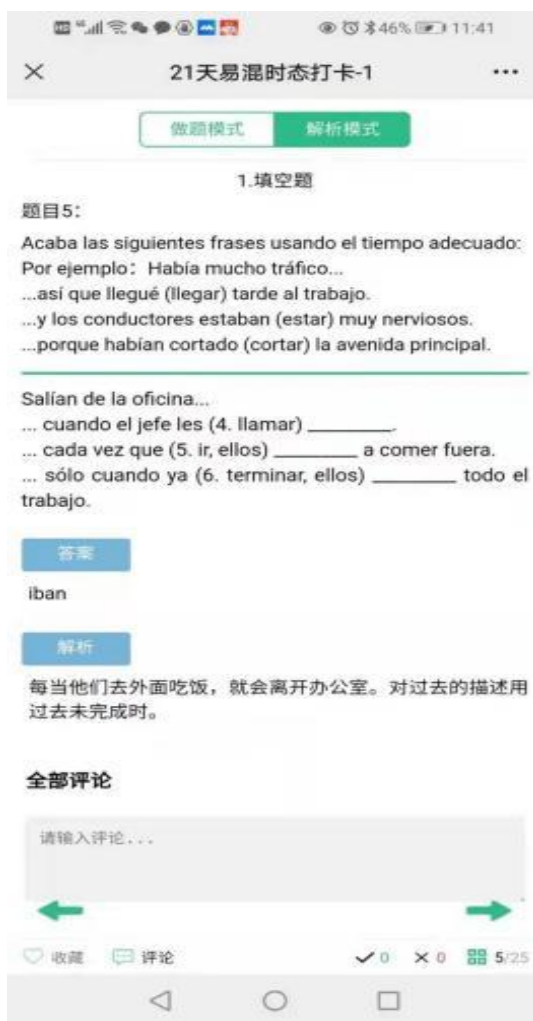 46% 11:41
21天易混时态打卡-1
做题模式 解析模式
1.填空题
题目5：
Acaba las siguientes frases usando el tiempo adecuado:
Por ejemplo：Había mucho tráfico...
...así que llegué (llegar) tarde al trabajo.
...y los conductores estaban (estar) muy nerviosos.
...porque habían cortado (cortar) la avenida principal.
Salían de la oficina...
... cuando el jefe les (4. llamar) ________.
... cada vez que (5. ir, ellos) ________ a comer fuera.
... sólo cuando ya (6. terminar, ellos) ________ todo el
trabajo.
答案
iban
解析
每当他们去外面吃饭，就会离开办公室。对过去的描述用
过去未完成时。
全部评论
请输入评论...
收藏 评论 0 0 5/25